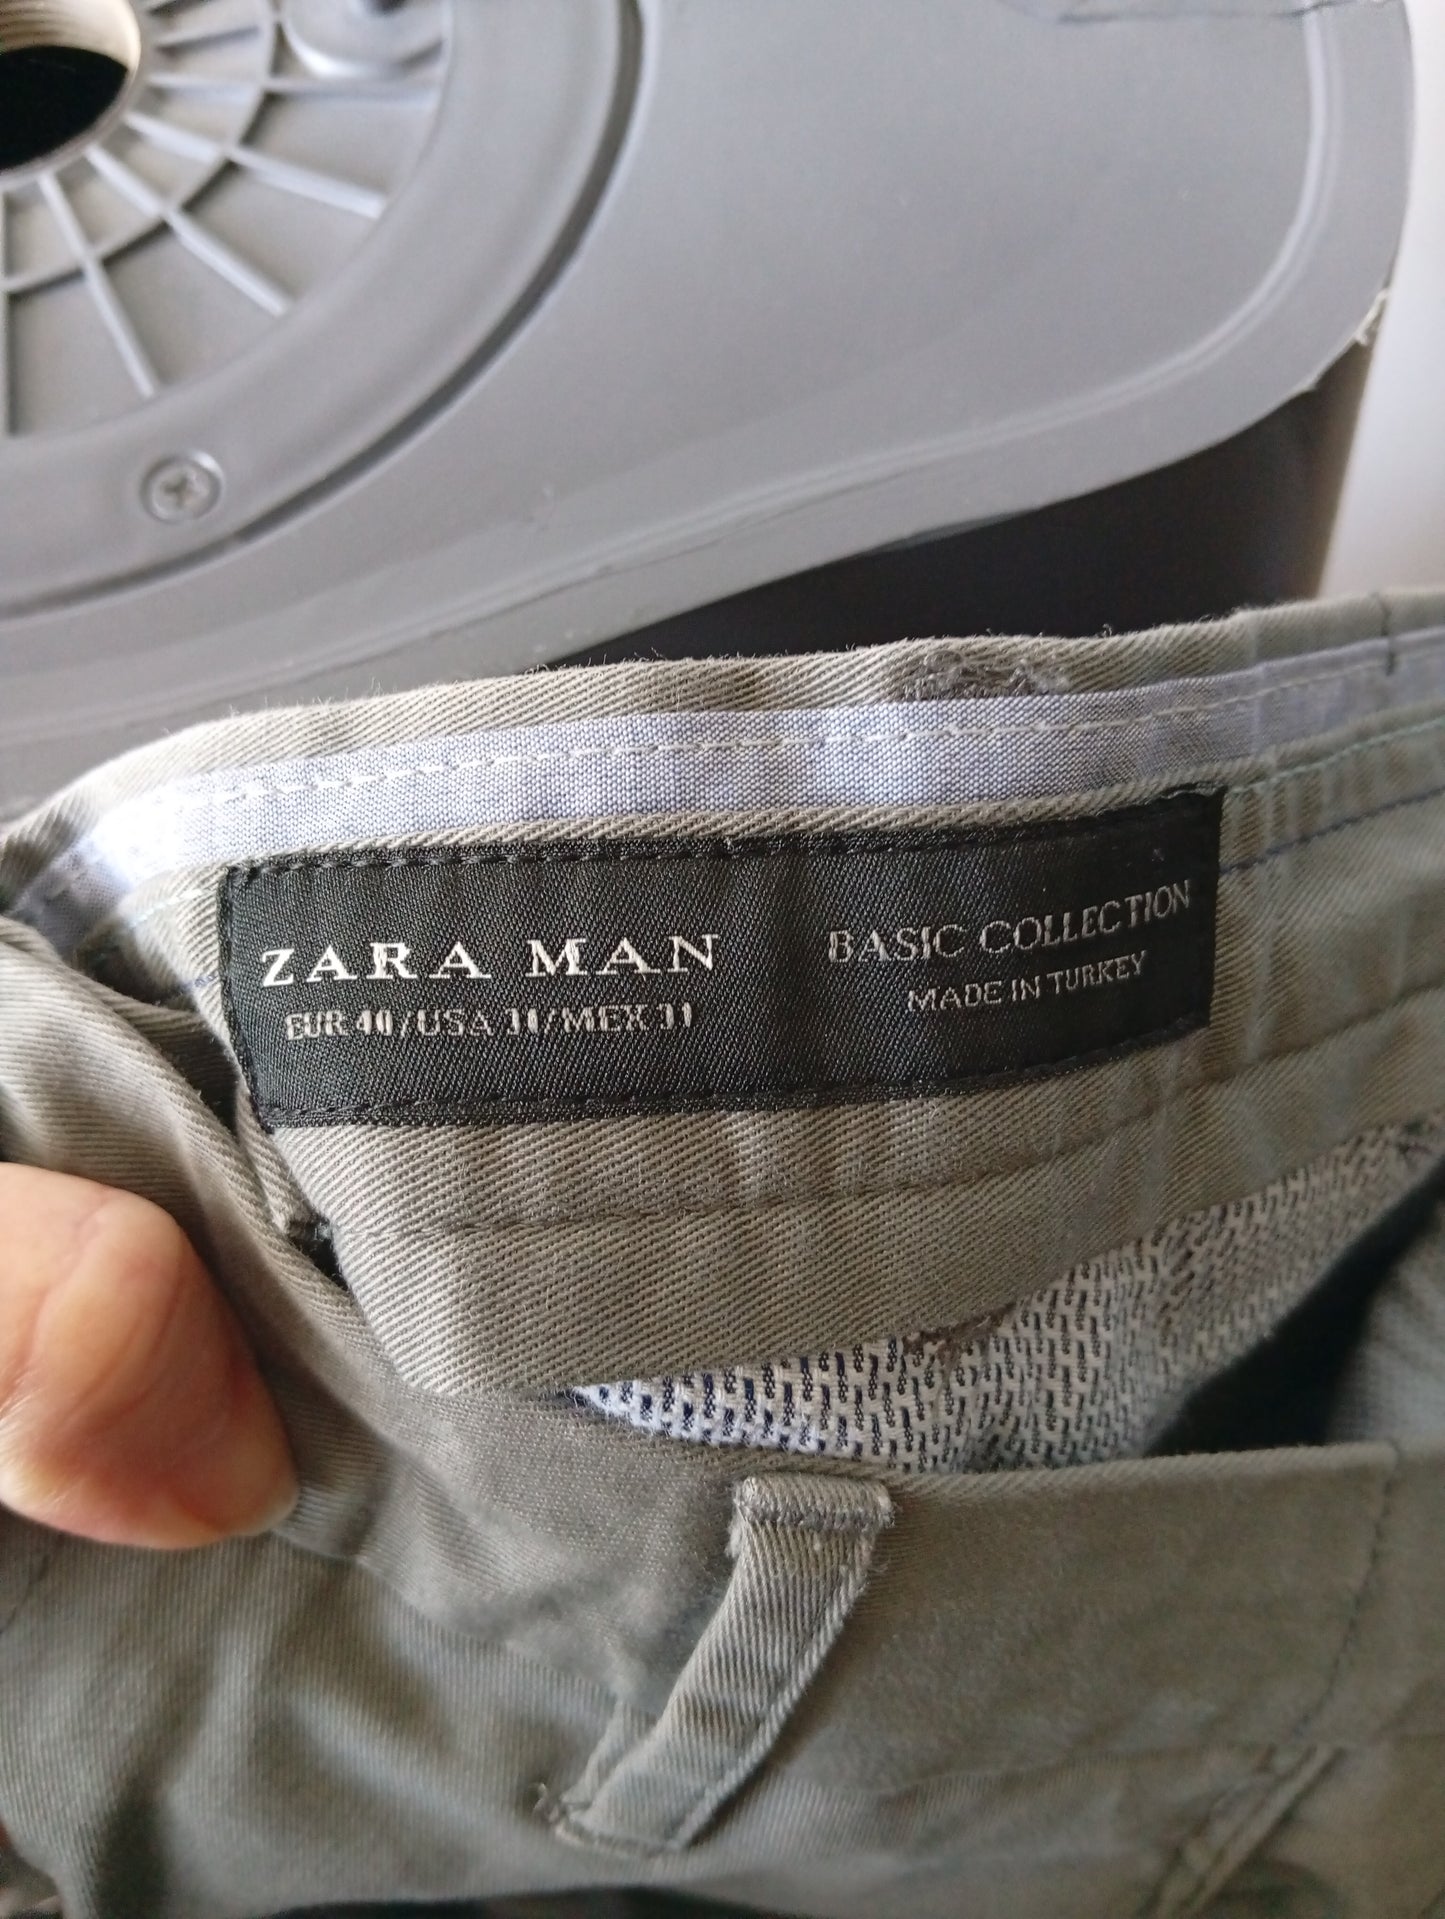 ZARA MAN
EUR 40/USA 31/MEX 31
BASIC COLLECTION
MADE IN TURKEY